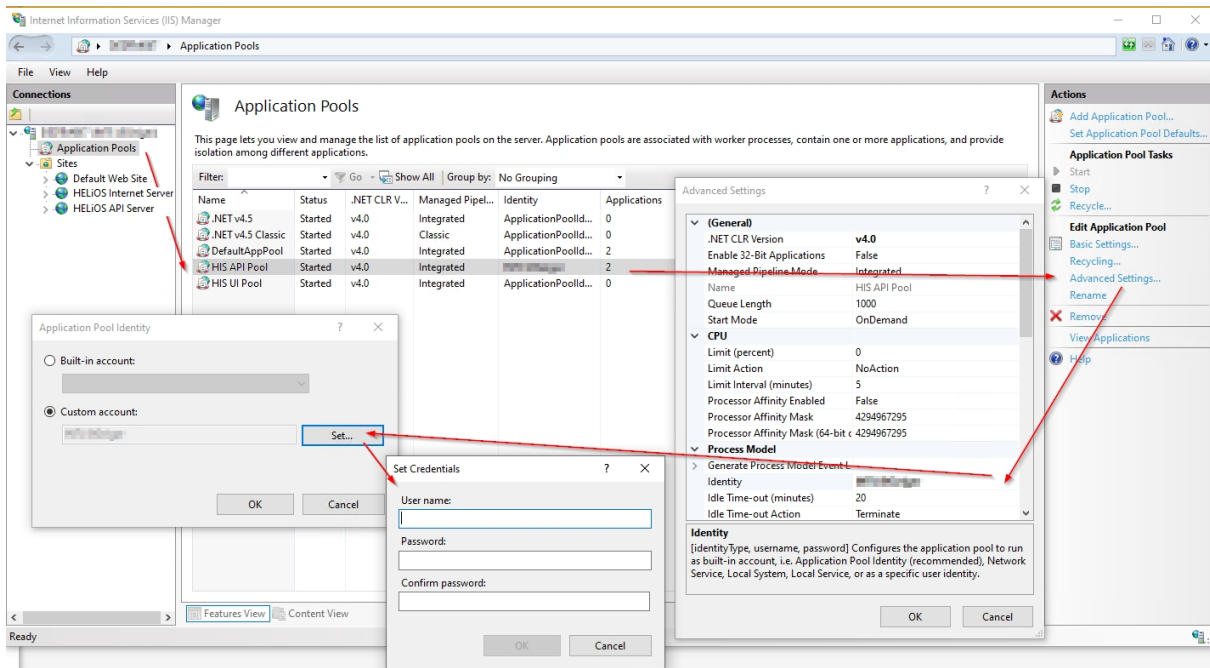 Internet Information Services (IIS) Manager
Application Pools
File View Help
Connections
Application Pools
Sites
Default Web Site
HELiOS Internet Server
HELiOS API Server
Application Pools
This page lets you view and manage the list of application pools on the server. Application pools are associated with worker processes, contain one or more applications, and provide
isolation among different applications.
Filter: Go Show All Group by: No Grouping
Name Status .NET CLR V... Managed Pipel... Identity Applications
.NET v4.5 Started v4.0 Integrated ApplicationPoolId... 0
.NET v4.5 Classic Started v4.0 Classic ApplicationPoolId... 0
DefaultAppPool Started v4.0 Integrated ApplicationPoolId... 2
HIS API Pool Started v4.0 Integrated 2
HIS UI Pool Started v4.0 Integrated ApplicationPoolId... 0
Application Pool Identity ?
Built-in account:
Custom account:
Set...
OK Cancel
Set Credentials ?
User name:
Password:
Confirm password:
OK Cancel
Advanced Settings ?
(General)
.NET CLR Version v4.0
Enable 32-Bit Applications False
Managed Pipeline Mode Integrated
Name HIS API Pool
Queue Length 1000
Start Mode OnDemand
CPU
Limit (percent) 0
Limit Action NoAction
Limit Interval (minutes) 5
Processor Affinity Enabled False
Processor Affinity Mask 4294967295
Processor Affinity Mask (64-bit c 4294967295
Process Model
Generate Process Model Event L
Identity
Idle Time-out (minutes) 20
Idle Time-out Action Terminate
Identity
[identityType, username, password] Configures the application pool to run
as built-in account, i.e. Application Pool Identity (recommended), Network
Service, Local System, Local Service, or as a specific user identity.
OK Cancel
Actions
Add Application Pool...
Set Application Pool Defaults...
Application Pool Tasks
Start
Stop
Recycle...
Edit Application Pool
Basic Settings...
Recycling...
Advanced Settings...
Rename
Remove
View Applications
Help
Features View Content View
Ready